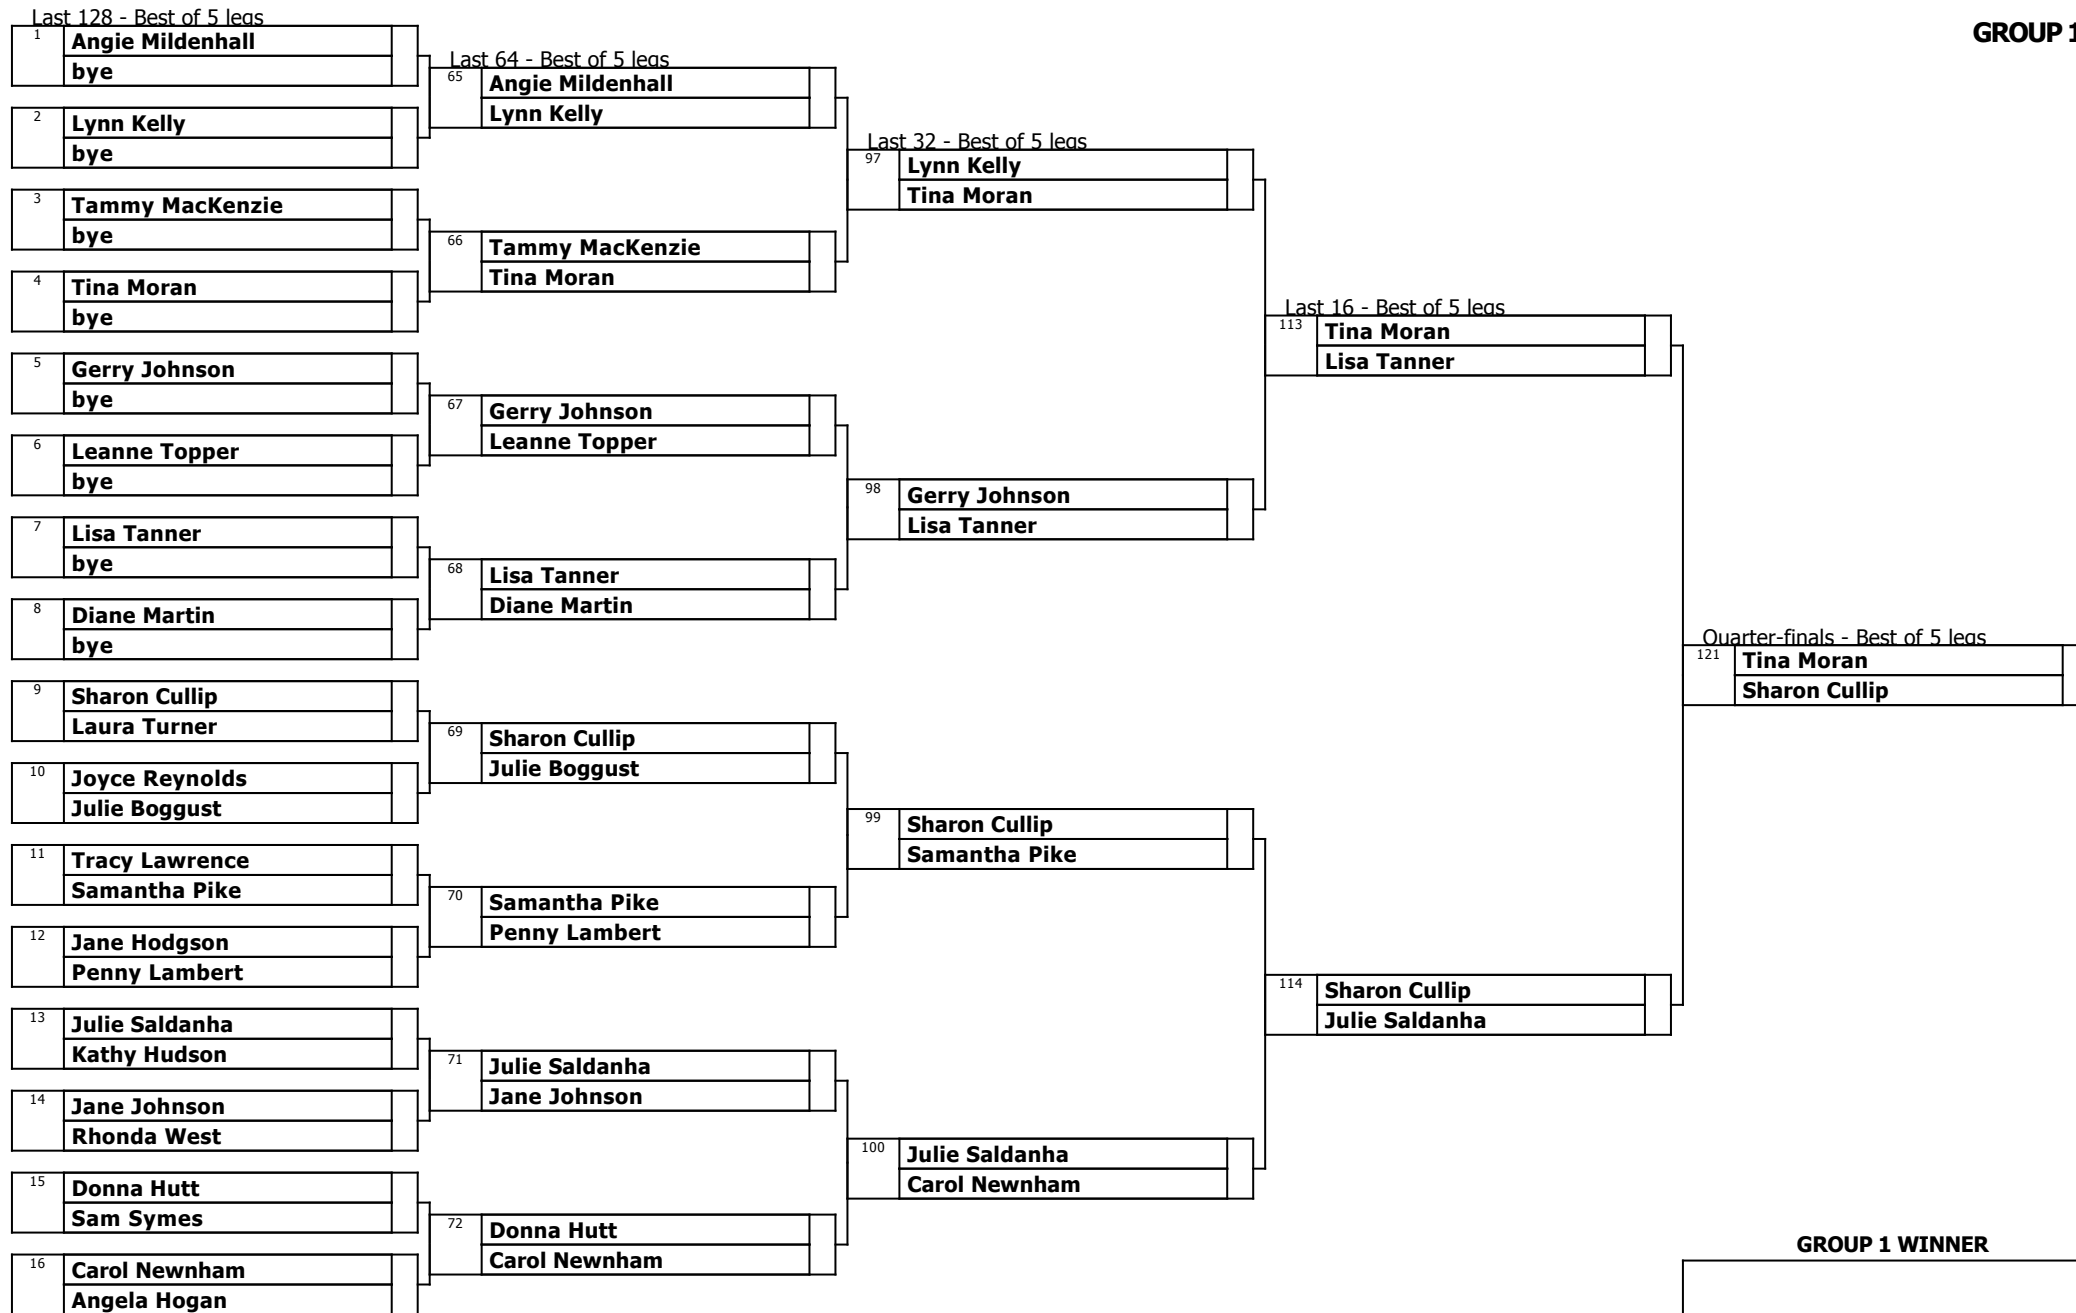 Last 128 - Best of 5 legs
GROUP 1
1
Angie Mildenhall
bye
2
Lynn Kelly
bye
3
Tammy MacKenzie
bye
4
Tina Moran
bye
5
Gerry Johnson
bye
6
Leanne Topper
bye
7
Lisa Tanner
bye
8
Diane Martin
bye
9
Sharon Cullip
Laura Turner
10
Joyce Reynolds
Julie Boggust
11
Tracy Lawrence
Samantha Pike
12
Jane Hodgson
Penny Lambert
13
Julie Saldanha
Kathy Hudson
14
Jane Johnson
Rhonda West
15
Donna Hutt
Sam Symes
16
Carol Newnham
Angela Hogan
Last 64 - Best of 5 legs
65
Angie Mildenhall
Lynn Kelly
66
Tammy MacKenzie
Tina Moran
67
Gerry Johnson
Leanne Topper
68
Lisa Tanner
Diane Martin
69
Sharon Cullip
Julie Boggust
70
Samantha Pike
Penny Lambert
71
Julie Saldanha
Jane Johnson
72
Donna Hutt
Carol Newnham
Last 32 - Best of 5 legs
97
Lynn Kelly
Tina Moran
98
Gerry Johnson
Lisa Tanner
99
Sharon Cullip
Samantha Pike
100
Julie Saldanha
Carol Newnham
Last 16 - Best of 5 legs
113
Tina Moran
Lisa Tanner
114
Sharon Cullip
Julie Saldanha
Quarter-finals - Best of 5 legs
121
Tina Moran
Sharon Cullip
GROUP 1 WINNER